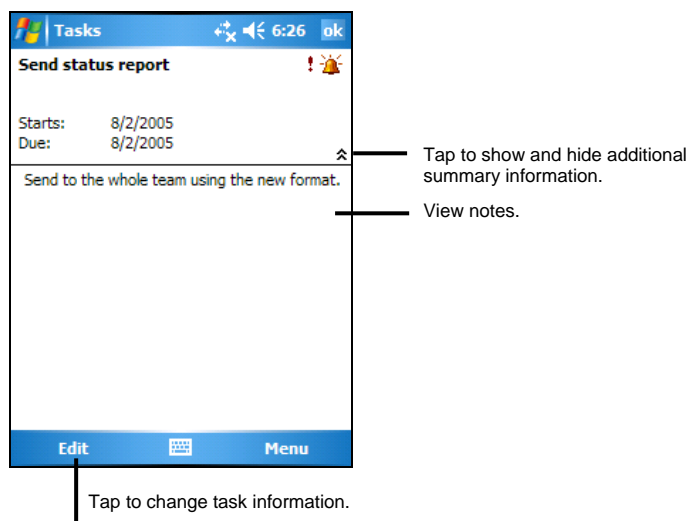 Tasks 6:26 ok
Send status report !
Starts: 8/2/2005
Due: 8/2/2005
Tap to show and hide additional
summary information.
Send to the whole team using the new format.
View notes.
Edit Menu
Tap to change task information.